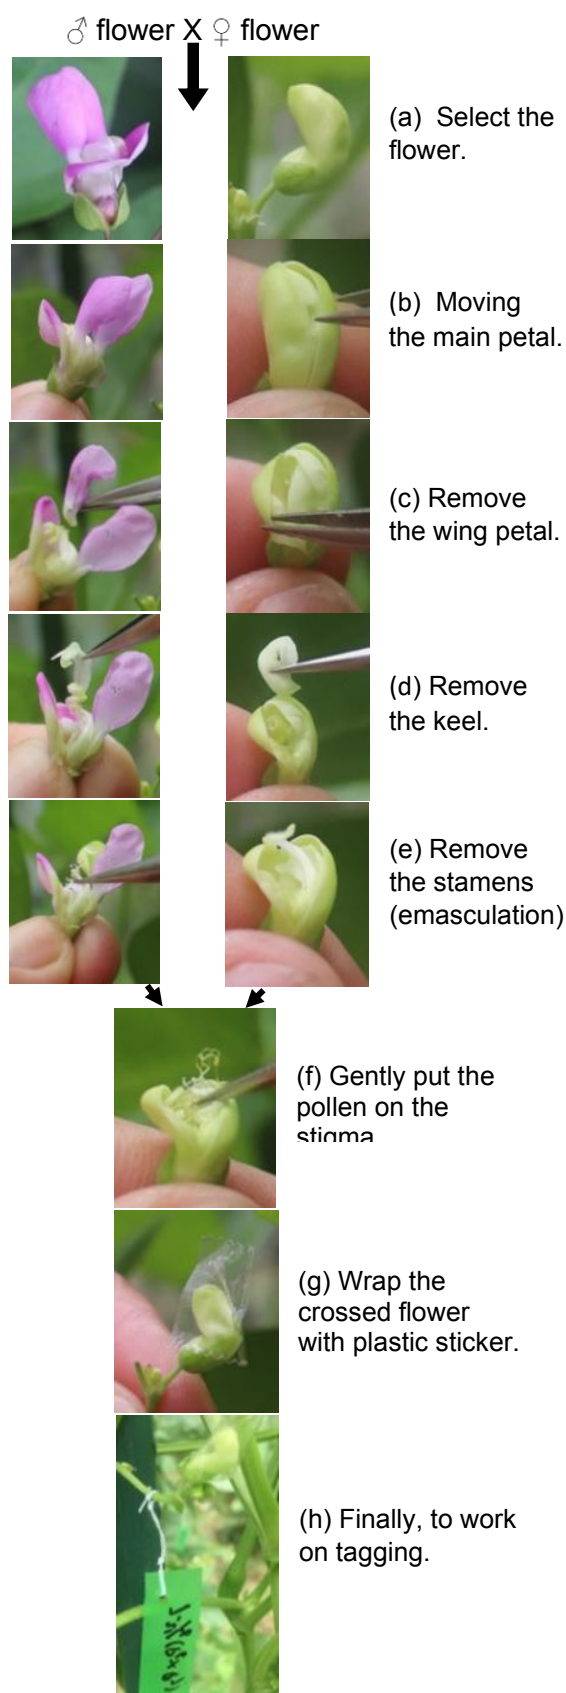 ♂ flower X ♀ flower
(a) Select the
flower.
(b) Moving
the main petal.
(c) Remove
the wing petal.
(d) Remove
the keel.
(e) Remove
the stamens
(emasculation)
(f) Gently put the
pollen on the
stigma
(g) Wrap the
crossed flower
with plastic sticker.
(h) Finally, to work
on tagging.